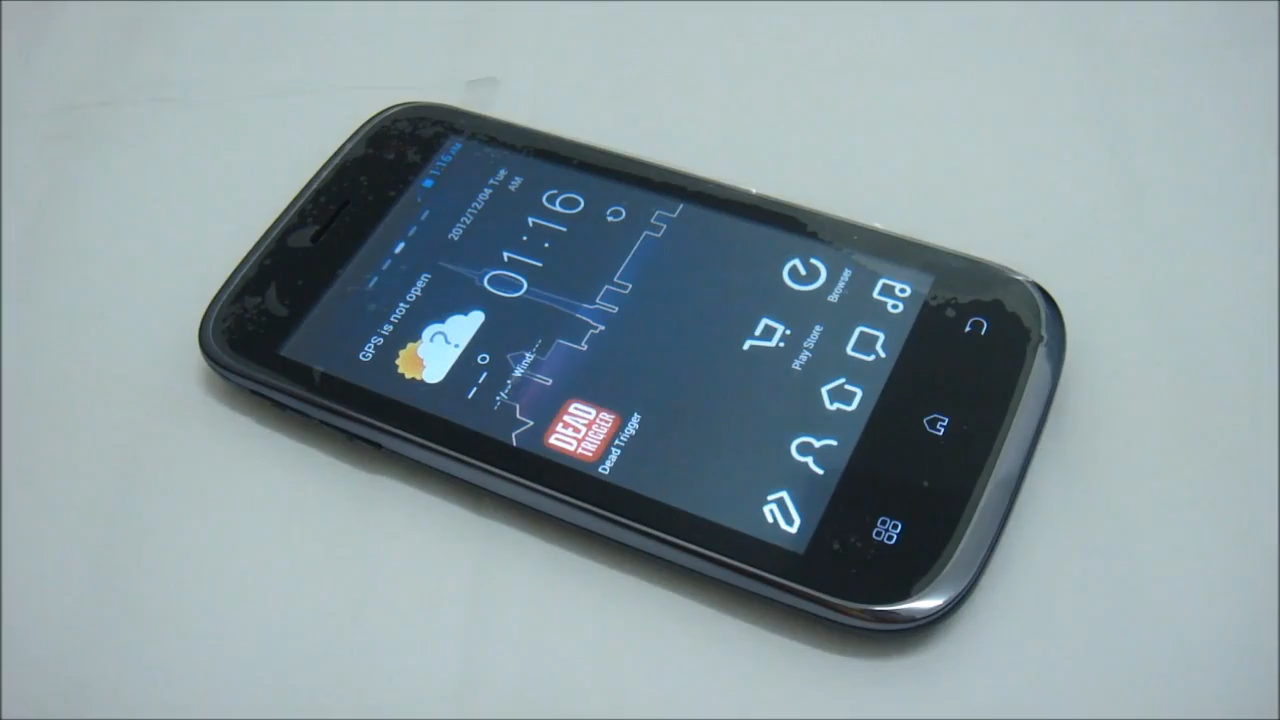 1:16 AM
2012/12/04 Tue
AM
01:16
GPS is not open
?
--°
--/--- Wind:---
DEAD
TRIGGER
Dead Trigger
Play Store
Browser